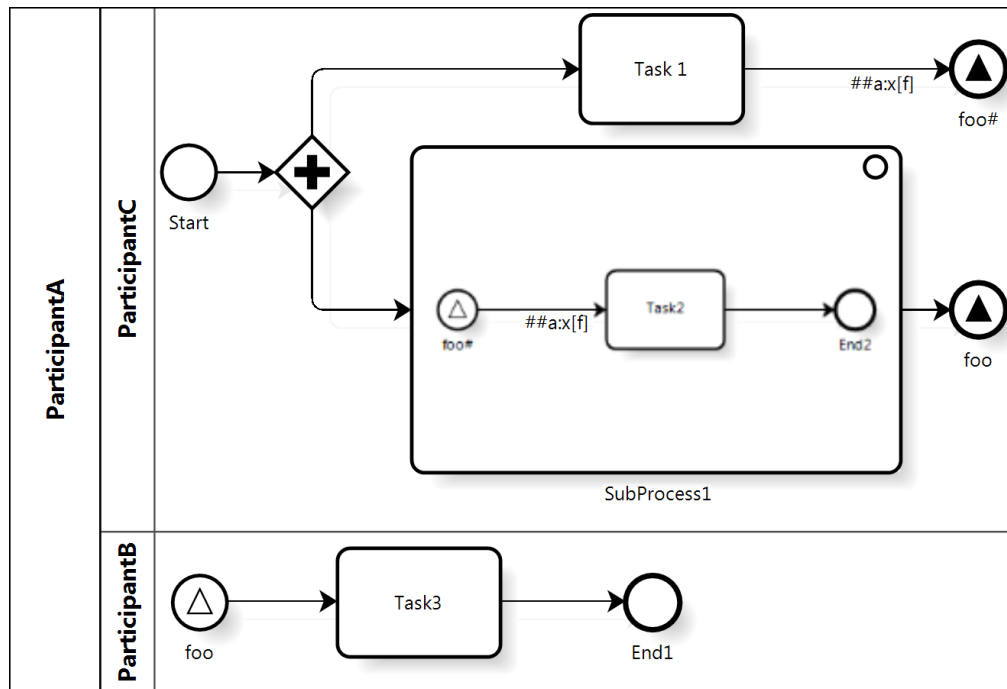 ParticipantA
ParticipantC
Task 1
##a:x[f]
foo#
Start
foo#
##a:x[f]
Task2
End2
foo
SubProcess1
ParticipantB
foo
Task3
End1